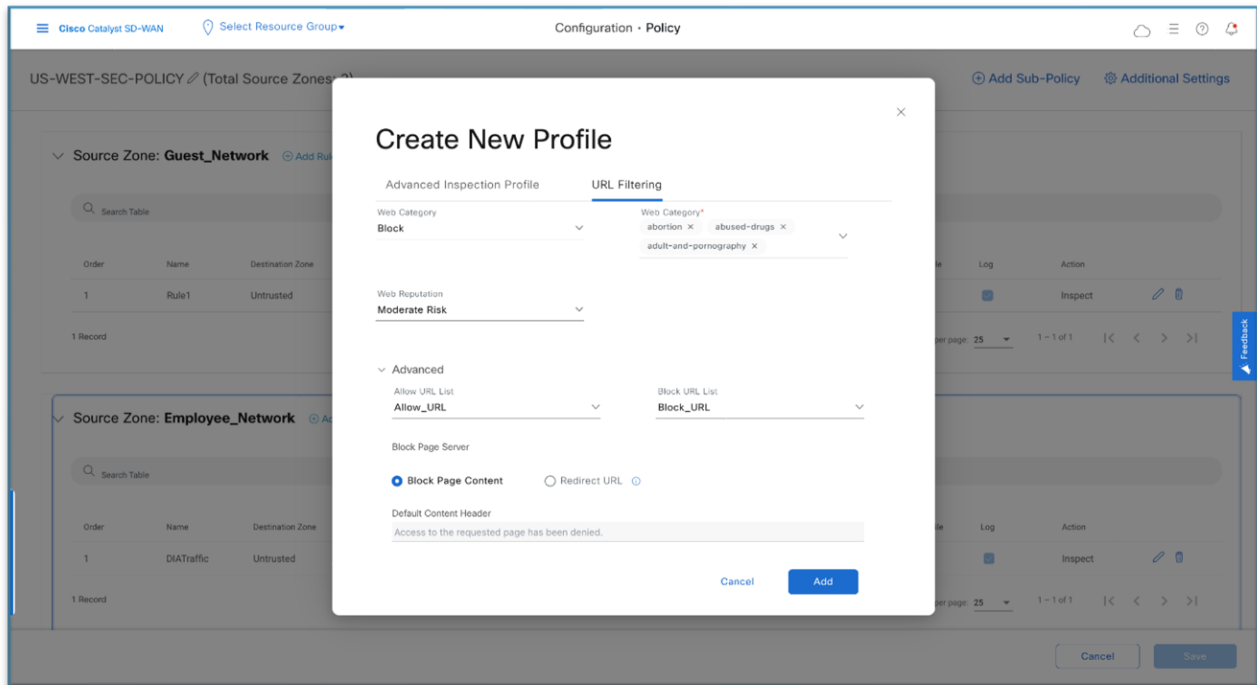 Cisco Catalyst SD-WAN
Select Resource Group
Configuration · Policy
US-WEST-SEC-POLICY (Total Source Zones: 2)
Add Sub-Policy
Additional Settings
Source Zone: Guest_Network
Search Table
Order Name Destination Zone
Log Action
1 Rule1 Untrusted
Inspect
1 Record
per page: 25 1 – 1 of 1
Source Zone: Employee_Network
Search Table
Order Name Destination Zone
Log Action
1 DIATraffic Untrusted
Inspect
1 Record
per page: 25 1 – 1 of 1
Create New Profile
Advanced Inspection Profile URL Filtering
Web Category
Block
Web Category*
abortion × abused-drugs ×
adult-and-pornography ×
Web Reputation
Moderate Risk
Advanced
Allow URL List
Allow_URL
Block URL List
Block_URL
Block Page Server
Block Page Content Redirect URL
Default Content Header
Access to the requested page has been denied.
Cancel Add
Feedback
Cancel Save